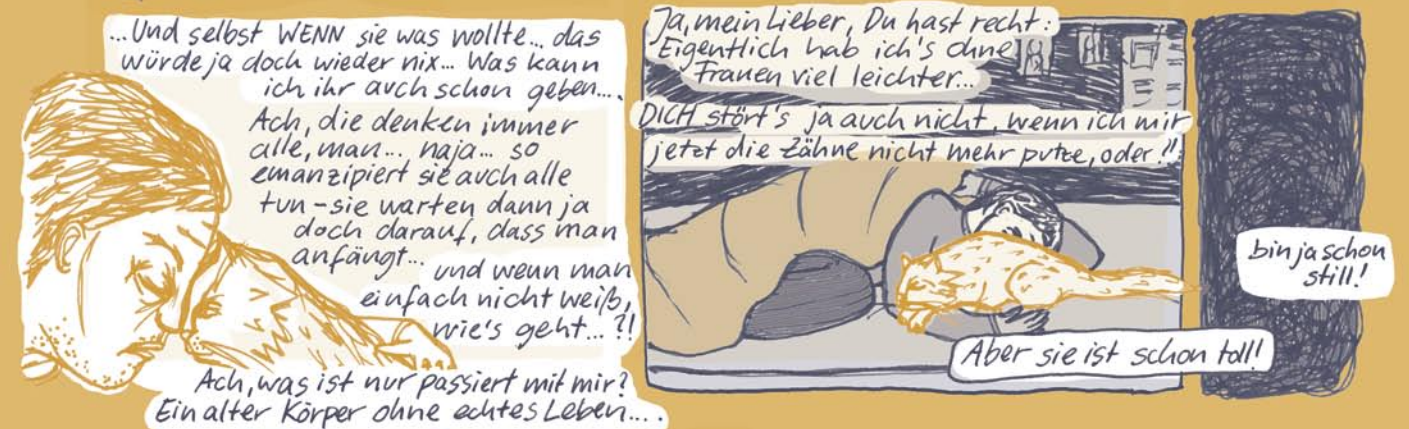 ...Und selbst WENN sie was wollte... das
würde ja doch wieder nix... Was kann
ich ihr auch schon geben....
Ach, die denken immer
alle, man... naja... so
emanzipiert sie auch alle
tun - sie warten dann ja
doch darauf, dass man
anfängt...
und wenn man
einfach nicht weiß,
wie's geht...?!
Ach, was ist nur passiert mit mir?
Ein alter Körper ohne echtes Leben....
Ja, mein Lieber, Du hast recht:
Eigentlich hab ich's ohne
Frauen viel leichter...
DICH stört's ja auch nicht, wenn ich mir
jetzt die Zähne nicht mehr putze, oder?!
Aber sie ist schon toll!
bin ja schon
still!